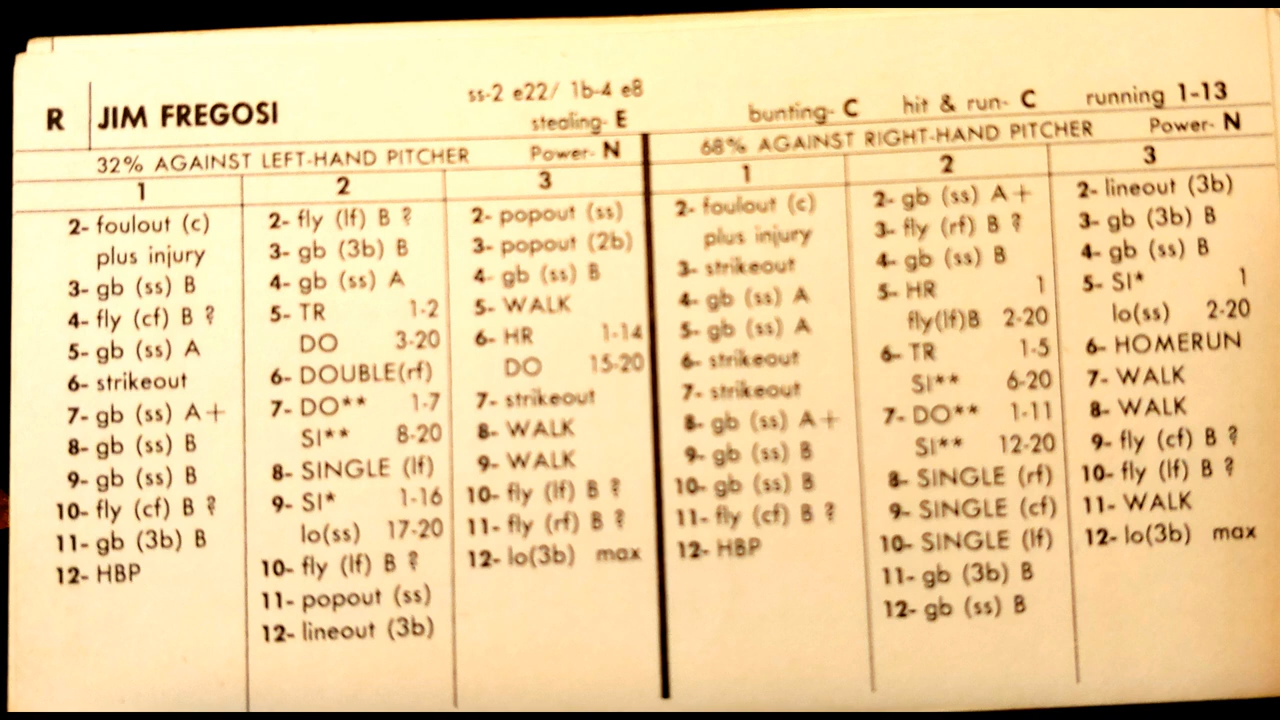 R JIM FREGOSI ss-2 e22/ 1b-4 e8 stealing- E bunting- C hit & run- C running 1-13
32% AGAINST LEFT-HAND PITCHER Power- N
1
2- foulout (c)
plus injury
3- gb (ss) B
4- fly (cf) B ?
5- gb (ss) A
6- strikeout
7- gb (ss) A+
8- gb (ss) B
9- gb (ss) B
10- fly (cf) B ?
11- gb (3b) B
12- HBP
2
2- fly (lf) B ?
3- gb (3b) B
4- gb (ss) A
5- TR 1-2
DO 3-20
6- DOUBLE(rf)
7- DO** 1-7
SI** 8-20
8- SINGLE (lf)
9- SI* 1-16
lo(ss) 17-20
10- fly (lf) B ?
11- popout (ss)
12- lineout (3b)
3
2- popout (ss)
3- popout (2b)
4- gb (ss) B
5- WALK
6- HR 1-14
DO 15-20
7- strikeout
8- WALK
9- WALK
10- fly (lf) B ?
11- fly (rf) B ?
12- lo(3b) max
68% AGAINST RIGHT-HAND PITCHER Power- N
1
2- foulout (c)
plus injury
3- strikeout
4- gb (ss) A
5- gb (ss) A
6- strikeout
7- strikeout
8- gb (ss) A+
9- gb (ss) B
10- gb (ss) B
11- fly (cf) B ?
12- HBP
2
2- gb (ss) A+
3- fly (rf) B ?
4- gb (ss) B
5- HR 1
fly(lf)B 2-20
6- TR 1-5
SI** 6-20
7- DO** 1-11
SI** 12-20
8- SINGLE (rf)
9- SINGLE (cf)
10- SINGLE (lf)
11- gb (3b) B
12- gb (ss) B
3
2- lineout (3b)
3- gb (3b) B
4- gb (ss) B
5- SI* 1
lo(ss) 2-20
6- HOMERUN
7- WALK
8- WALK
9- fly (cf) B ?
10- fly (lf) B ?
11- WALK
12- lo(3b) max